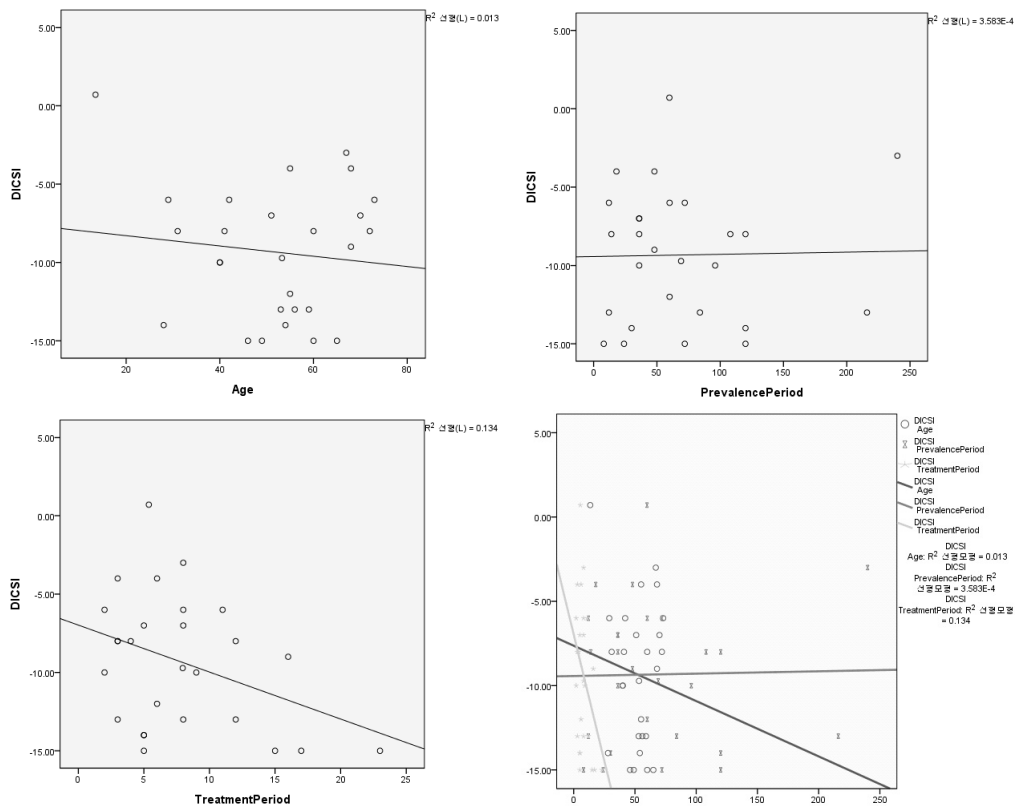 R² 선형(L) = 0.013
5.00
0.00
-5.00
-10.00
-15.00
DICSI
20 40 60 80
Age
R² 선형(L) = 3.583E-4
5.00
0.00
-5.00
-10.00
-15.00
DICSI
0 50 100 150 200 250
PrevalencePeriod
R² 선형(L) = 0.134
5.00
0.00
-5.00
-10.00
-15.00
DICSI
0 5 10 15 20 25
TreatmentPeriod
5.00
0.00
-5.00
-10.00
-15.00
0 50 100 150 200 250
DICSI
Age
DICSI
PrevalencePeriod
DICSI
TreatmentPeriod
DICSI
Age
DICSI
PrevalencePeriod
DICSI
TreatmentPeriod
DICSI
Age: R² 선형모형 = 0.013
DICSI
PrevalencePeriod: R²
선형모형 = 3.583E-4
DICSI
TreatmentPeriod: R² 선형모형
= 0.134